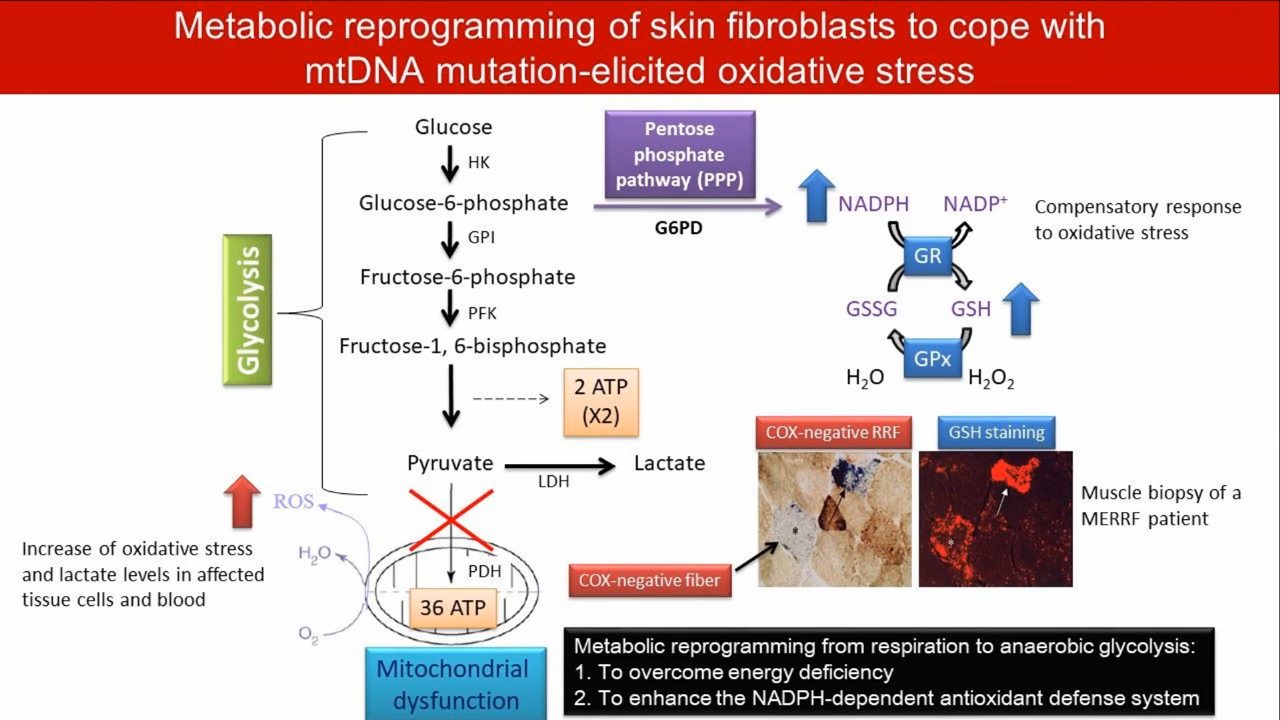 Metabolic reprogramming of skin fibroblasts to cope with
mtDNA mutation-elicited oxidative stress
Glucose
HK
Glucose-6-phosphate
GPI
Fructose-6-phosphate
PFK
Fructose-1, 6-bisphosphate
2 ATP
(X2)
Pyruvate
LDH
Lactate
Glycolysis
Pentose
phosphate
pathway (PPP)
G6PD
NADPH
NADP⁺
GR
GSSG
GSH
GPx
H₂O
H₂O₂
Compensatory response
to oxidative stress
COX-negative RRF
GSH staining
*
*
Muscle biopsy of a
MERRF patient
COX-negative fiber
ROS
H₂O
O₂
Increase of oxidative stress
and lactate levels in affected
tissue cells and blood
PDH
36 ATP
Mitochondrial
dysfunction
Metabolic reprogramming from respiration to anaerobic glycolysis:
1. To overcome energy deficiency
2. To enhance the NADPH-dependent antioxidant defense system